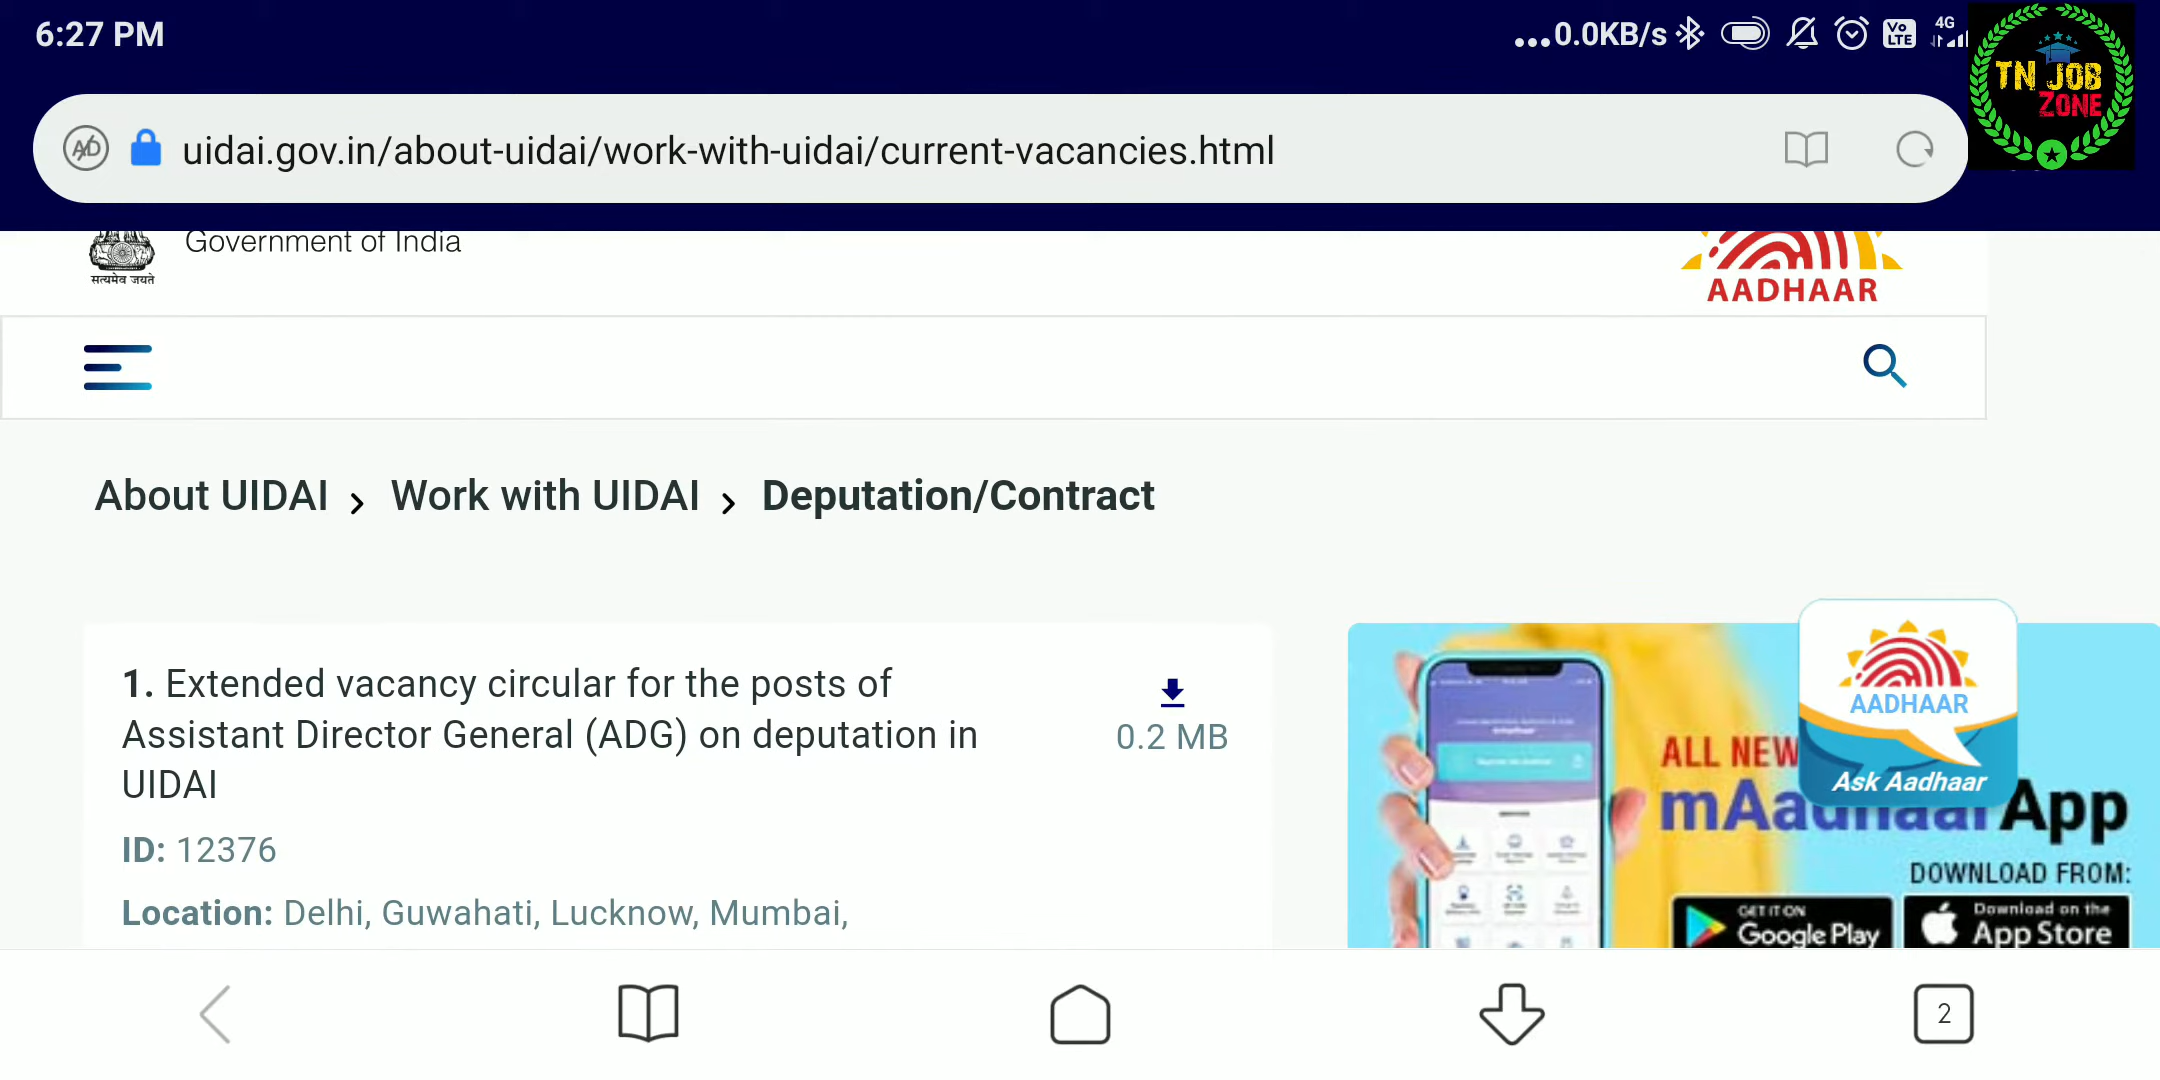 6:27 PM
...0.0KB/s
Vo LTE
4G
TN JOB
ZONE
uidai.gov.in/about-uidai/work-with-uidai/current-vacancies.html
Government of India
सत्यमेव जयते
AADHAAR
About UIDAI › Work with UIDAI › Deputation/Contract
1. Extended vacancy circular for the posts of
Assistant Director General (ADG) on deputation in
UIDAI
0.2 MB
ID: 12376
Location: Delhi, Guwahati, Lucknow, Mumbai,
AADHAAR
Ask Aadhaar
ALL NEW
mAadhaar App
DOWNLOAD FROM:
GET IT ON
Google Play
Download on the
App Store
2